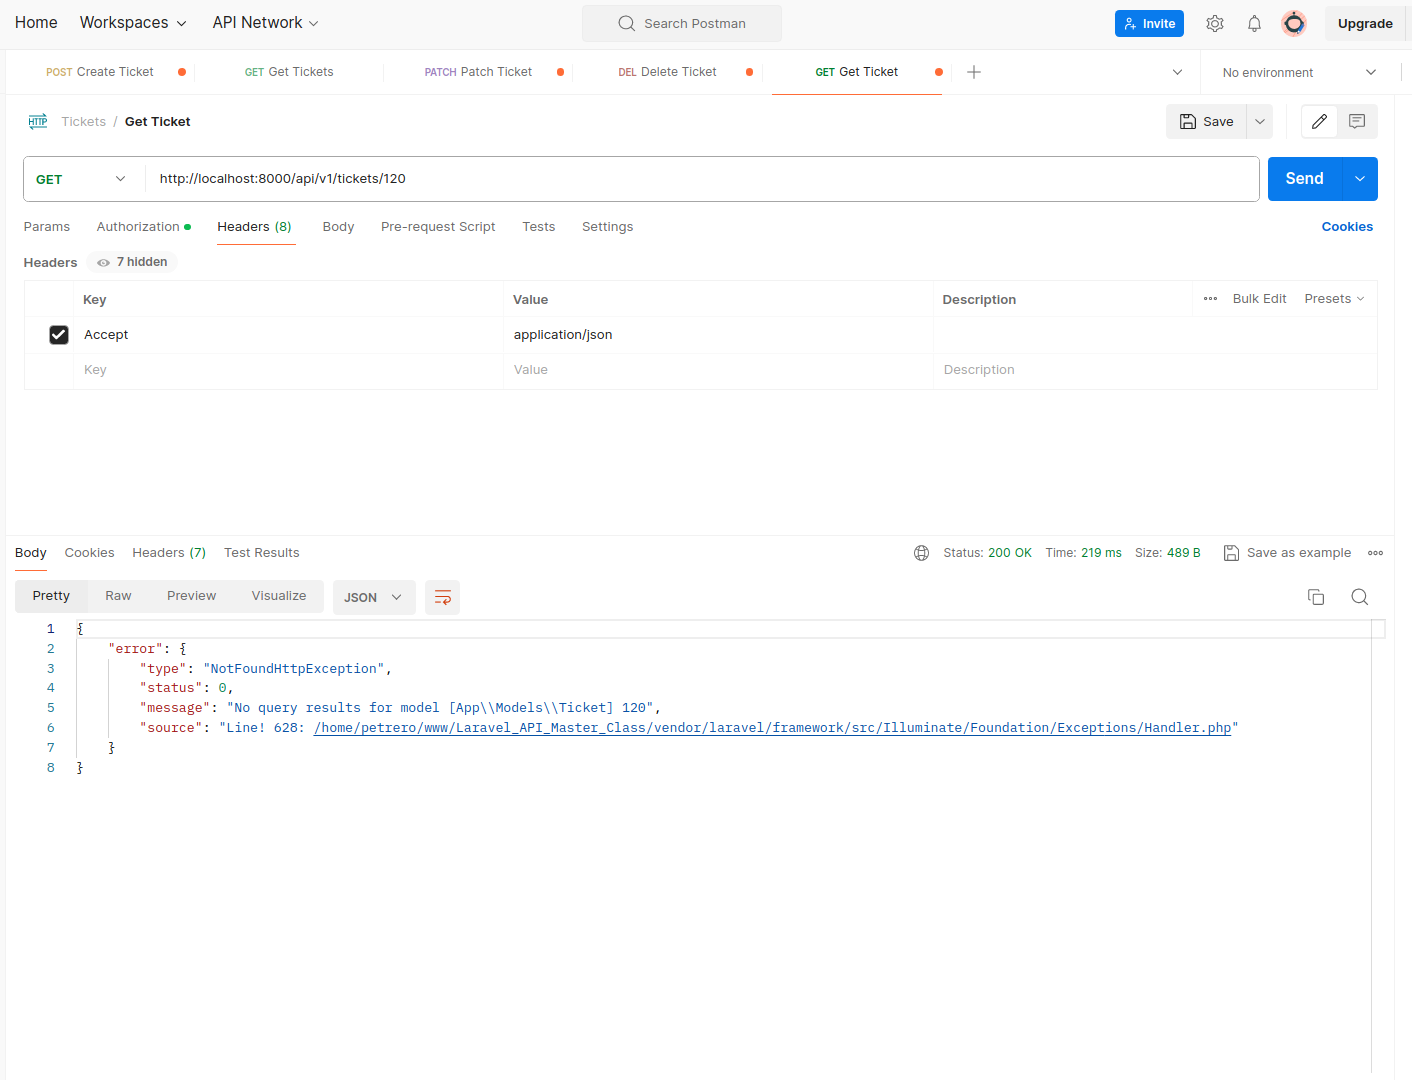 Home Workspaces API Network Search Postman Invite Upgrade
POST Create Ticket GET Get Tickets PATCH Patch Ticket DEL Delete Ticket GET Get Ticket No environment
HTTP Tickets / Get Ticket Save
GET http://localhost:8000/api/v1/tickets/120 Send
Params Authorization Headers (8) Body Pre-request Script Tests Settings Cookies
Headers 7 hidden
Key Value Description Bulk Edit Presets
Accept application/json
Key Value Description
Body Cookies Headers (7) Test Results Status: 200 OK Time: 219 ms Size: 489 B Save as example
Pretty Raw Preview Visualize JSON
1 {
2 "error": {
3 "type": "NotFoundHttpException",
4 "status": 0,
5 "message": "No query results for model [App\\Models\\Ticket] 120",
6 "source": "Line! 628: /home/petrero/www/Laravel_API_Master_Class/vendor/laravel/framework/src/Illuminate/Foundation/Exceptions/Handler.php"
7 }
8 }